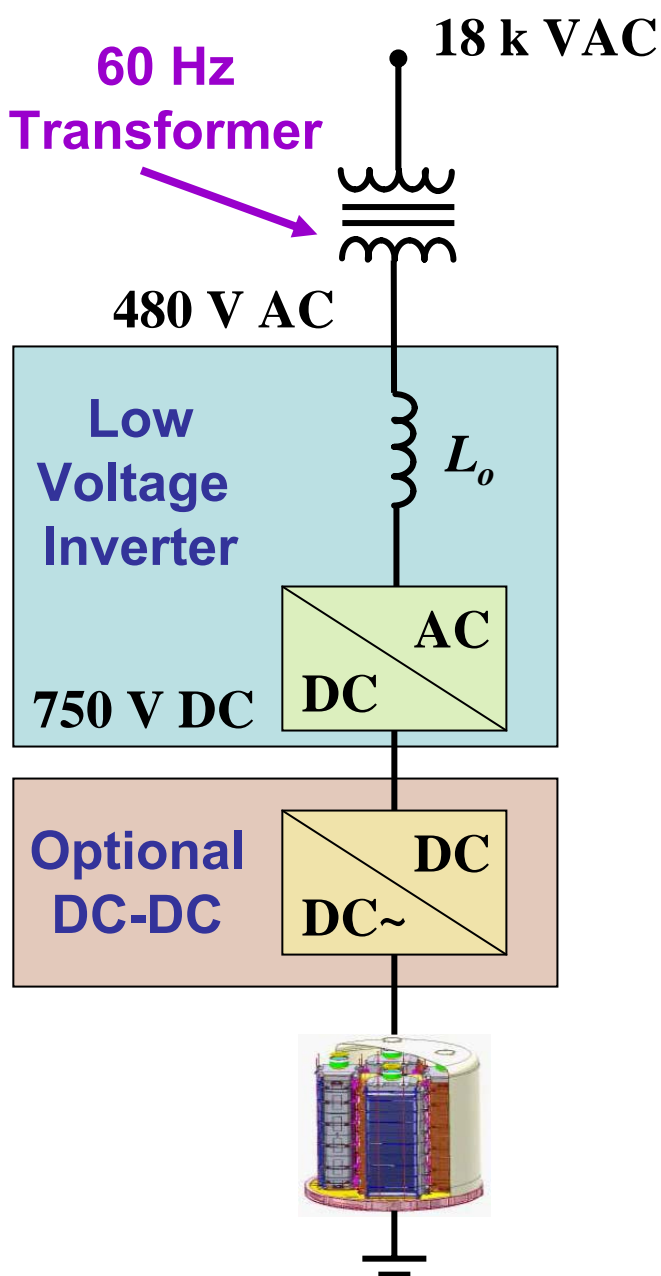 18 k VAC
60 Hz
Transformer
480 V AC
Low
Voltage
Inverter
Lo
AC
DC
750 V DC
Optional
DC-DC
DC
DC~